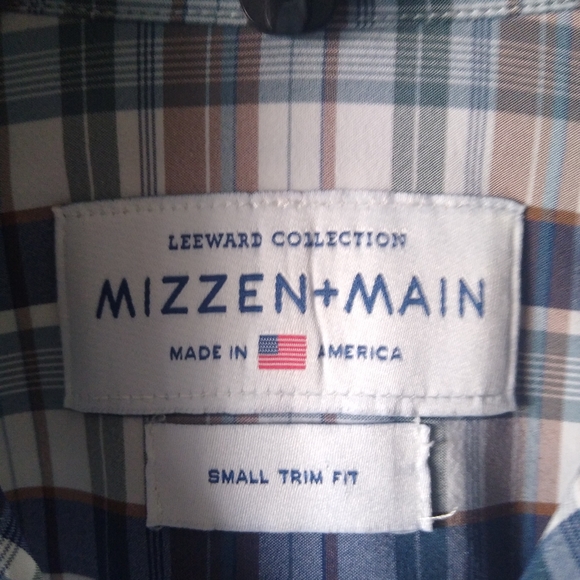 LEEWARD COLLECTION
MIZZEN+MAIN
MADE IN AMERICA
SMALL TRIM FIT